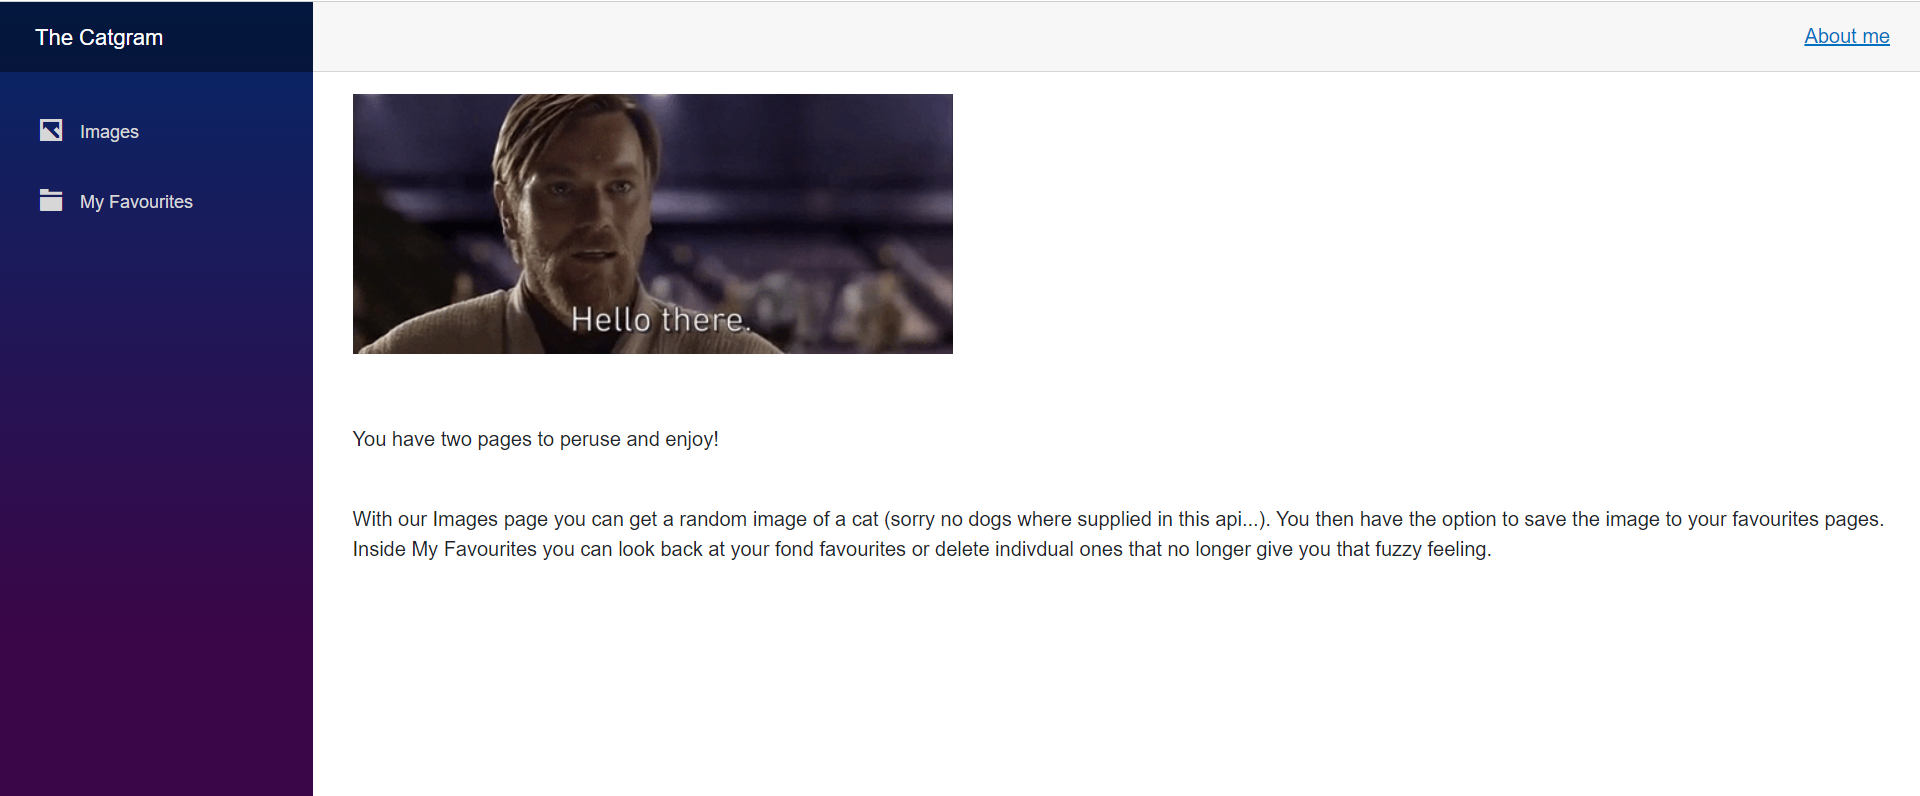 The Catgram
About me
Images
My Favourites
Hello there.
You have two pages to peruse and enjoy!
With our Images page you can get a random image of a cat (sorry no dogs where supplied in this api...). You then have the option to save the image to your favourites pages.
Inside My Favourites you can look back at your fond favourites or delete indivdual ones that no longer give you that fuzzy feeling.